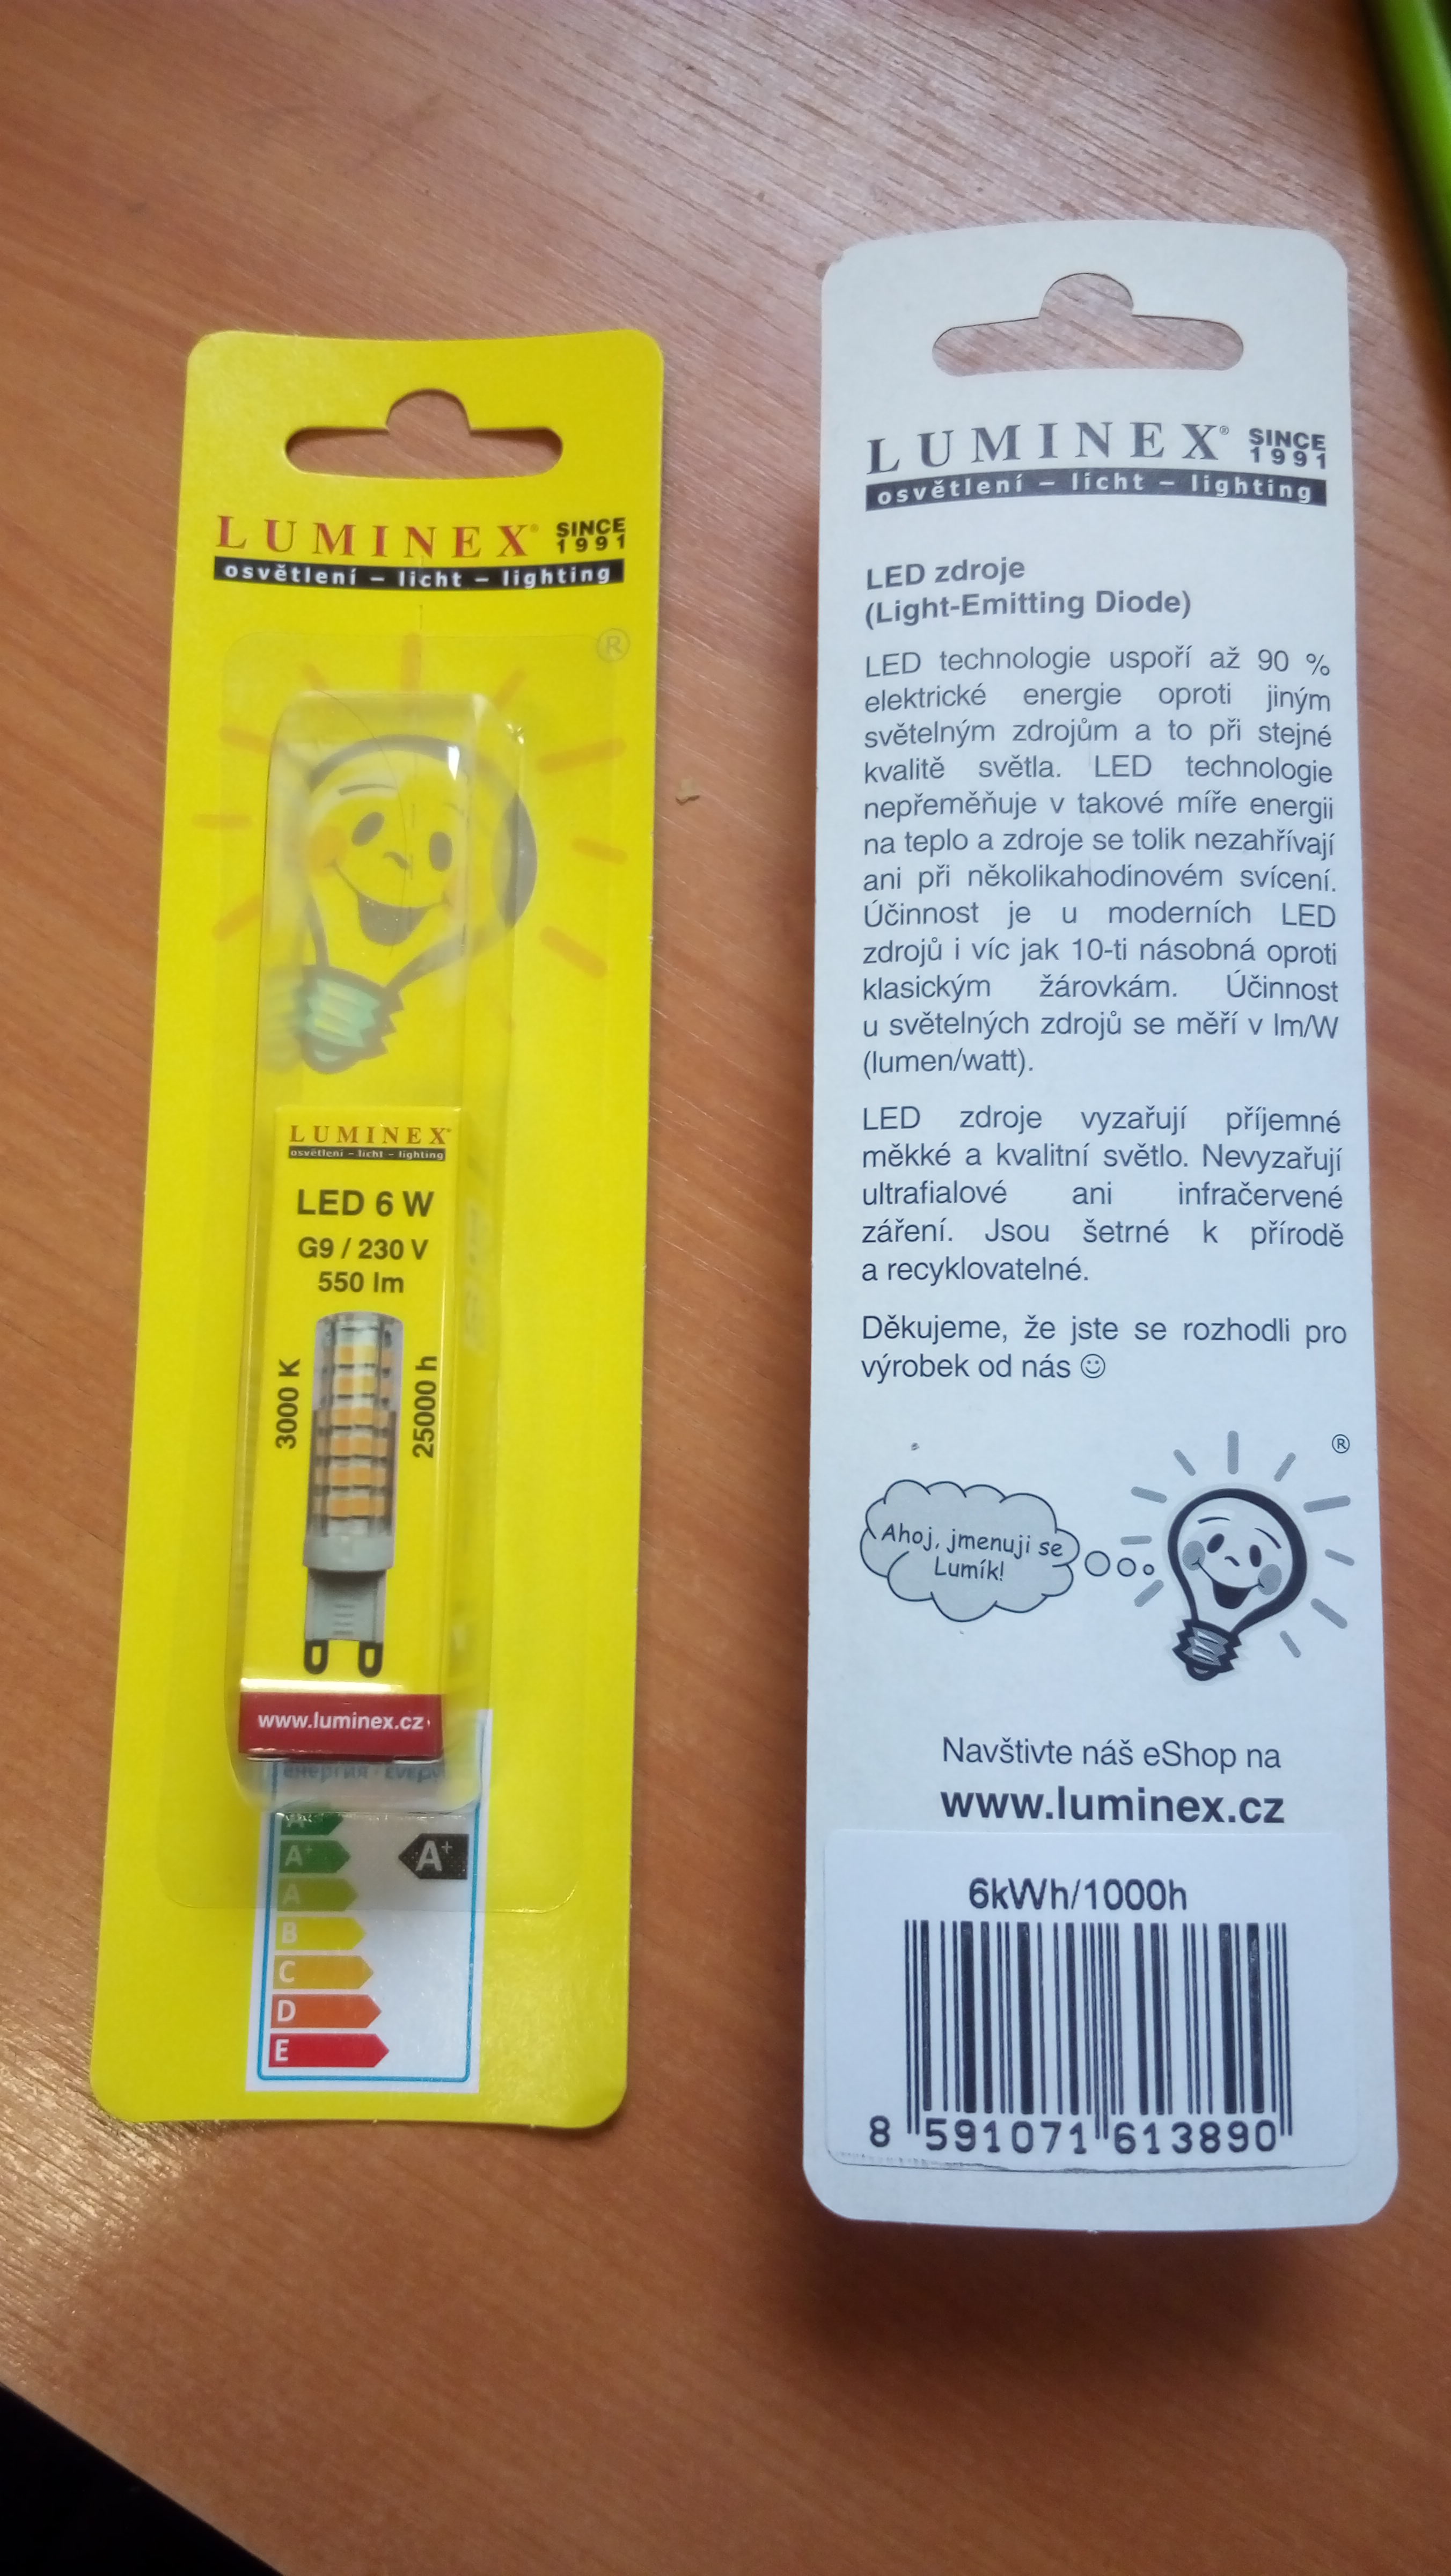 LUMINEX® SINCE 1991
osvětlení – licht – lighting
®
LUMINEX®
osvětlení – licht – lighting
LED 6 W
G9 / 230 V
550 lm
3000 K
25000 h
www.luminex.cz
енергия
A+
A+
A
B
C
D
E
LUMINEX® SINCE 1991
osvětlení – licht – lighting
LED zdroje
(Light-Emitting Diode)
LED technologie uspoří až 90 %
elektrické energie oproti jiným
světelným zdrojům a to při stejné
kvalitě světla. LED technologie
nepřeměňuje v takové míře energii
na teplo a zdroje se tolik nezahřívají
ani při několikahodinovém svícení.
Účinnost je u moderních LED
zdrojů i víc jak 10-ti násobná oproti
klasickým žárovkám. Účinnost
u světelných zdrojů se měří v lm/W
(lumen/watt).
LED zdroje vyzařují příjemné
měkké a kvalitní světlo. Nevyzařují
ultrafialové ani infračervené
záření. Jsou šetrné k přírodě
a recyklovatelné.
Děkujeme, že jste se rozhodli pro
výrobek od nás ☺
®
Ahoj, jmenuji se
Lumík!
Navštivte náš eShop na
www.luminex.cz
6kWh/1000h
8 591071 613890